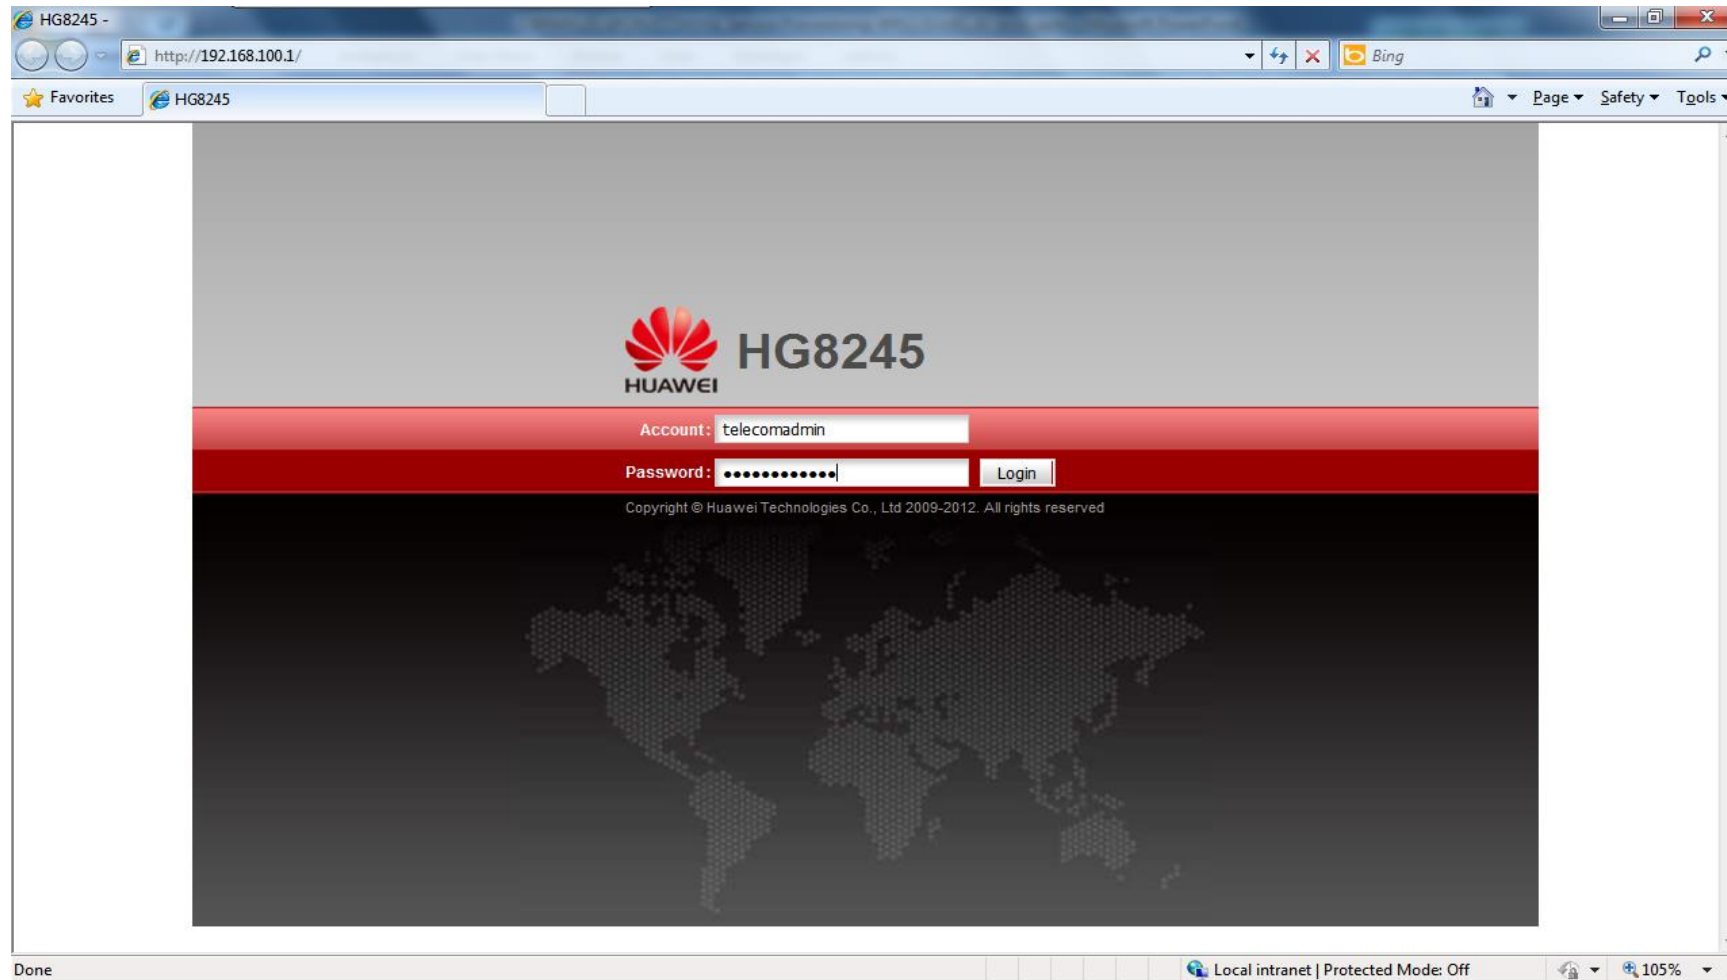 HG8245 -
http://192.168.100.1/
Bing
Favorites
HG8245
Page
Safety
Tools
HUAWEI
HG8245
Account:
telecomadmin
Password:
••••••••••••
Login
Copyright © Huawei Technologies Co., Ltd 2009-2012. All rights reserved
Done
Local intranet | Protected Mode: Off
105%